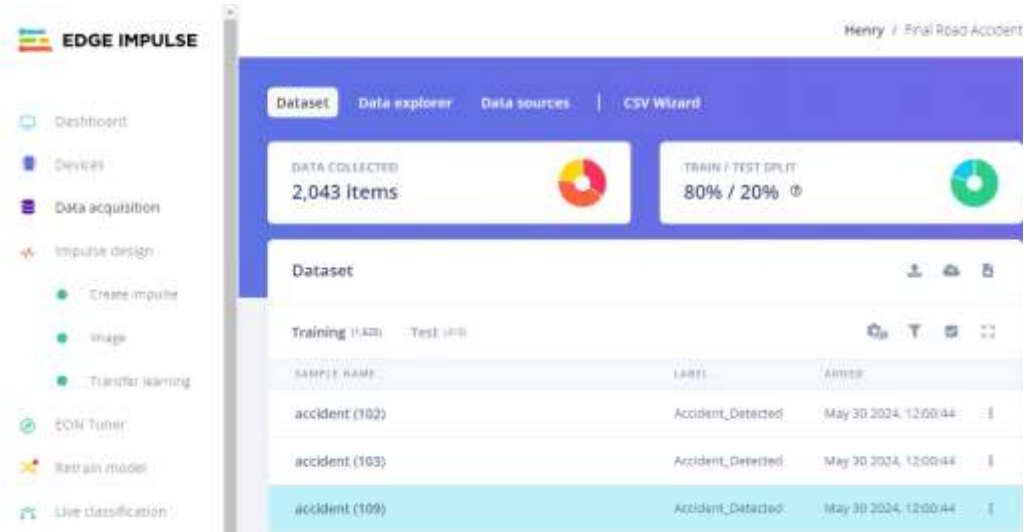 EDGE IMPULSE
Henry / Final Road Accident
Dashboard
Devices
Data acquisition
Impulse design
Create impulse
Image
Transfer learning
EON Tuner
Retrain model
Live classification
Dataset Data explorer Data sources | CSV Wizard
DATA COLLECTED
2,043 items
TRAIN / TEST SPLIT
80% / 20%
Dataset
Training
Test
SAMPLE NAME LABEL ADDED
accident (102) Accident_Detected May 30 2024, 12:00:44
accident (103) Accident_Detected May 30 2024, 12:00:44
accident (109) Accident_Detected May 30 2024, 12:00:44